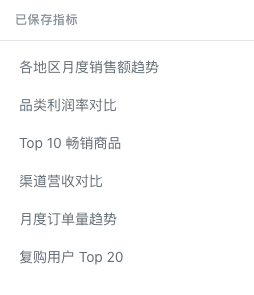 已保存指标
各地区月度销售额趋势
品类利润率对比
Top 10 畅销商品
渠道营收对比
月度订单量趋势
复购用户 Top 20